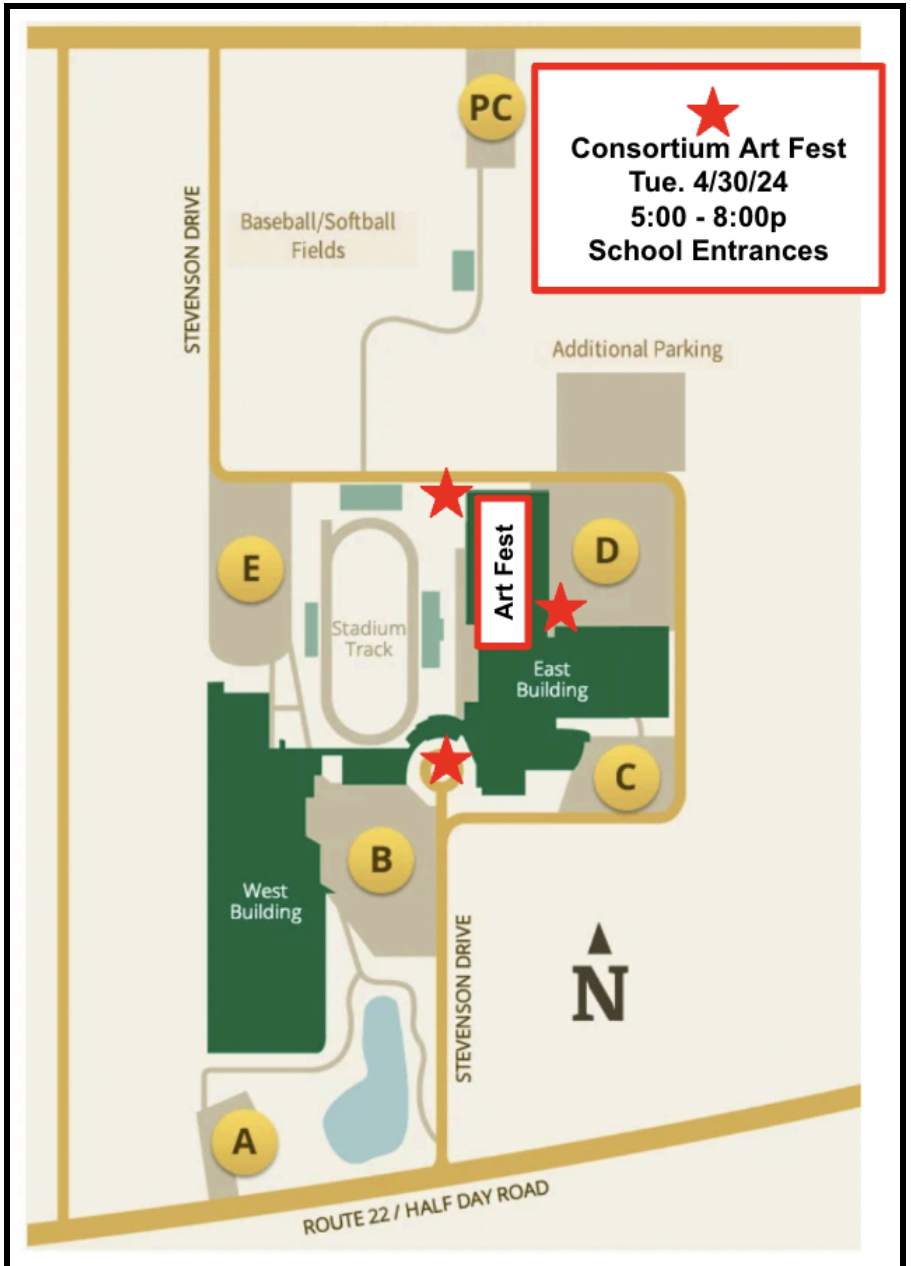 PC
Consortium Art Fest
Tue. 4/30/24
5:00 - 8:00p
School Entrances
STEVENSON DRIVE
Baseball/Softball
Fields
Additional Parking
E
Stadium
Track
Art Fest
D
East
Building
C
B
West
Building
STEVENSON DRIVE
N
A
ROUTE 22 / HALF DAY ROAD